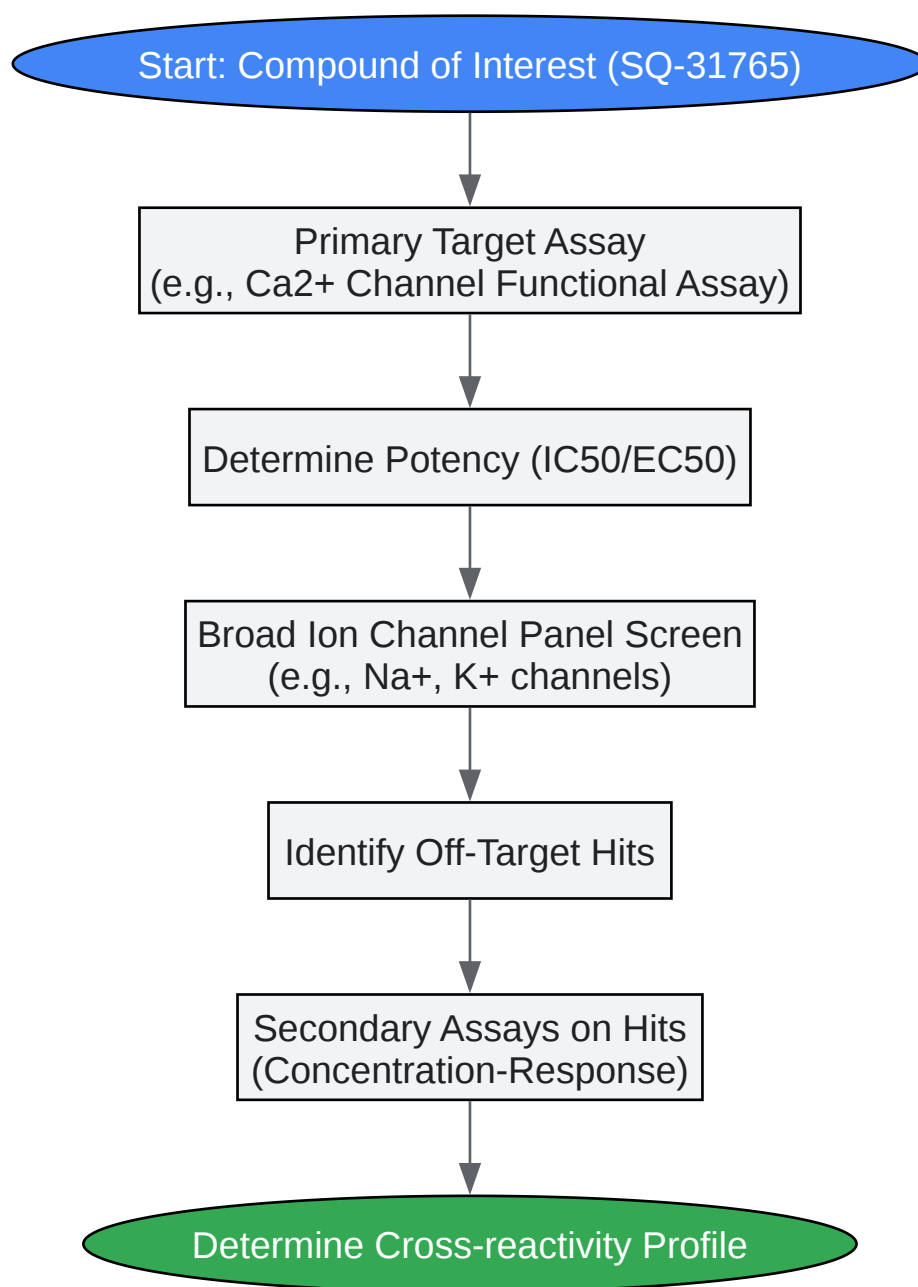 Start: Compound of Interest (SQ-31765)
Primary Target Assay
(e.g., Ca2+ Channel Functional Assay)
Determine Potency (IC50/EC50)
Broad Ion Channel Panel Screen
(e.g., Na+, K+ channels)
Identify Off-Target Hits
Secondary Assays on Hits
(Concentration-Response)
Determine Cross-reactivity Profile